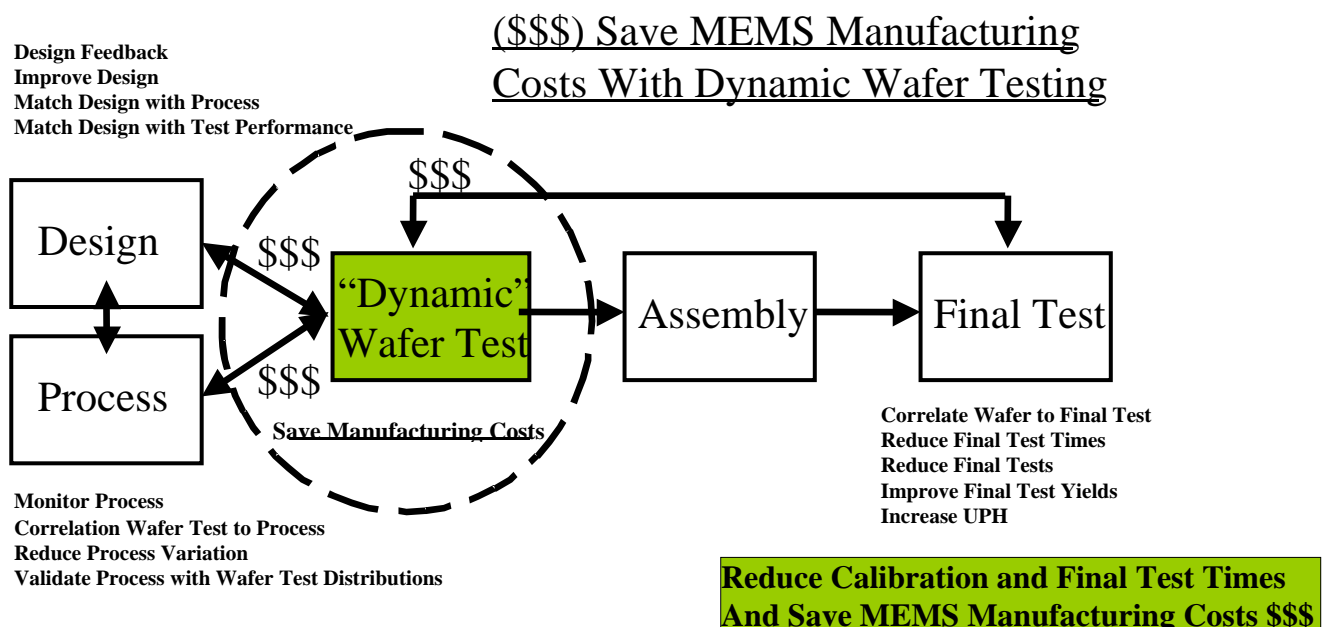 ($$$) Save MEMS Manufacturing
Costs With Dynamic Wafer Testing
Design Feedback
Improve Design
Match Design with Process
Match Design with Test Performance
$$$
Design
$$$
“Dynamic”
Wafer Test
Assembly
Final Test
Process
$$$
Save Manufacturing Costs
Correlate Wafer to Final Test
Reduce Final Test Times
Reduce Final Tests
Improve Final Test Yields
Increase UPH
Monitor Process
Correlation Wafer Test to Process
Reduce Process Variation
Validate Process with Wafer Test Distributions
Reduce Calibration and Final Test Times
And Save MEMS Manufacturing Costs $$$